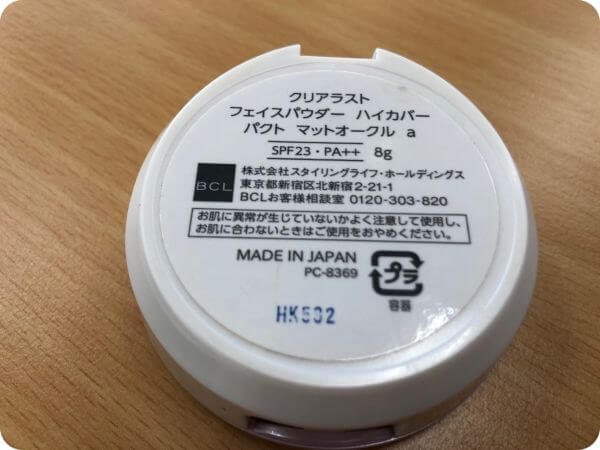 クリアラスト
フェイスパウダー ハイカバー
パクト マットオークル a
SPF23・PA++ 8g
BCL
株式会社スタイリングライフ・ホールディングス
東京都新宿区北新宿2-21-1
BCLお客様相談室 0120-303-820
お肌に異常が生じていないかよく注意して使用し、
お肌に合わないときはご使用をおやめください。
MADE IN JAPAN
PC-8369
プラ
容器
HK502